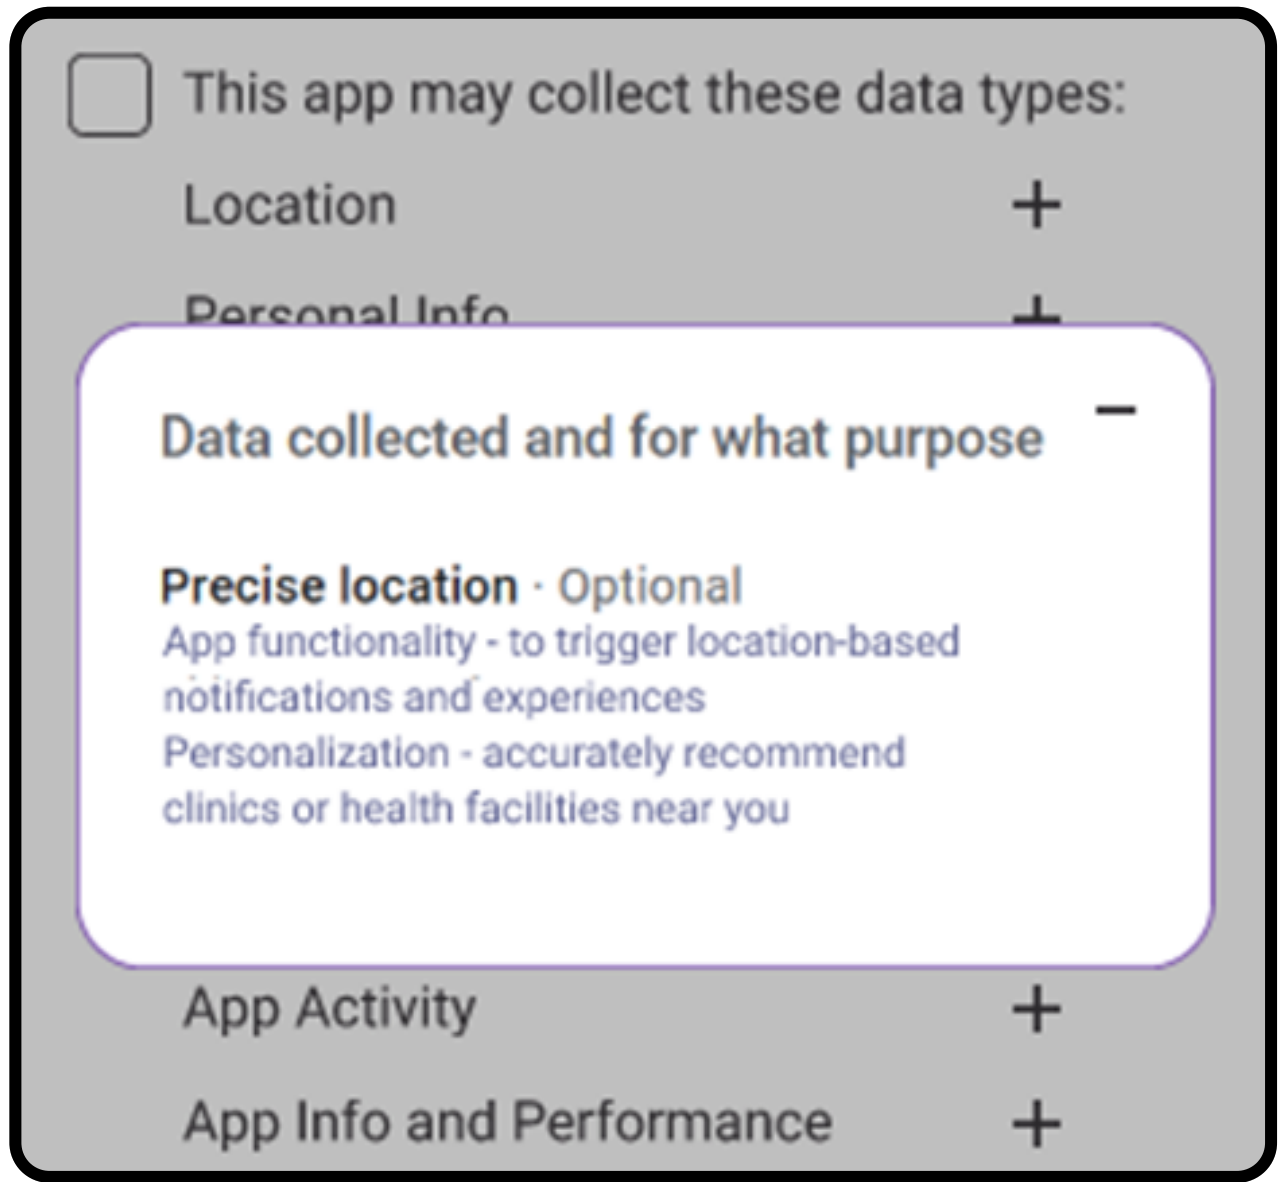 This app may collect these data types:
Location +
Personal Info +
Data collected and for what purpose −
Precise location · Optional
App functionality - to trigger location-based
notifications and experiences
Personalization - accurately recommend
clinics or health facilities near you
App Activity +
App Info and Performance +